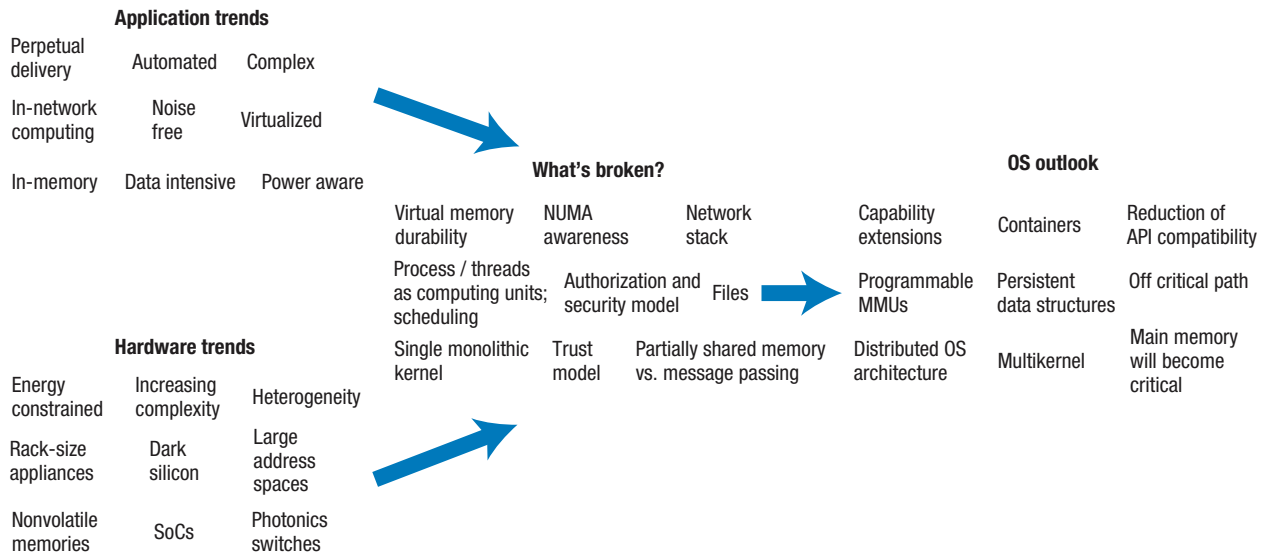 Application trends
Perpetual
delivery
Automated
Complex
In-network
computing
Noise
free
Virtualized
In-memory
Data intensive
Power aware
Hardware trends
Energy
constrained
Increasing
complexity
Heterogeneity
Rack-size
appliances
Dark
silicon
Large
address
spaces
Nonvolatile
memories
SoCs
Photonics
switches
What's broken?
Virtual memory
durability
NUMA
awareness
Network
stack
Process / threads
as computing units;
scheduling
Authorization and
security model
Files
Single monolithic
kernel
Trust
model
Partially shared memory
vs. message passing
OS outlook
Capability
extensions
Containers
Reduction of
API compatibility
Programmable
MMUs
Persistent
data structures
Off critical path
Distributed OS
architecture
Multikernel
Main memory
will become
critical